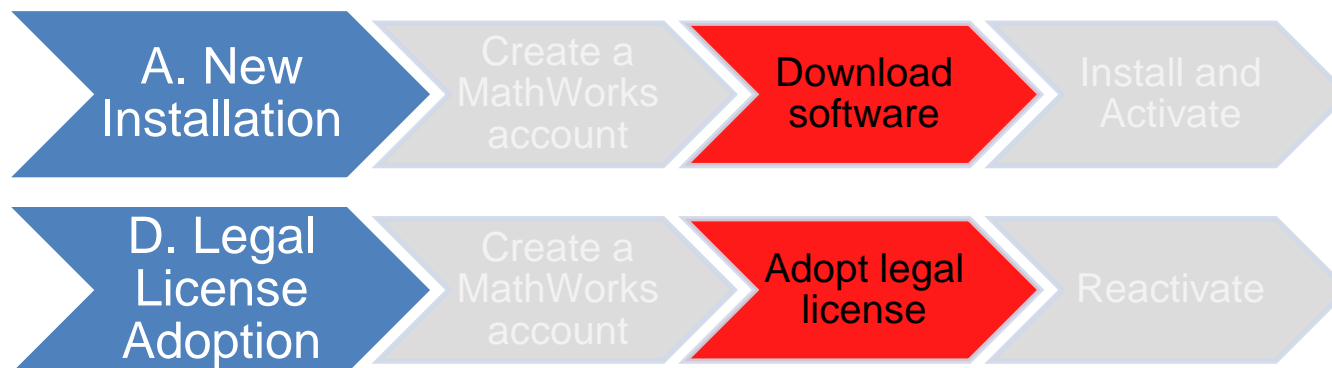 A. New
Installation
Create a
MathWorks
account
Download
software
Install and
Activate
D. Legal
License
Adoption
Create a
MathWorks
account
Adopt legal
license
Reactivate